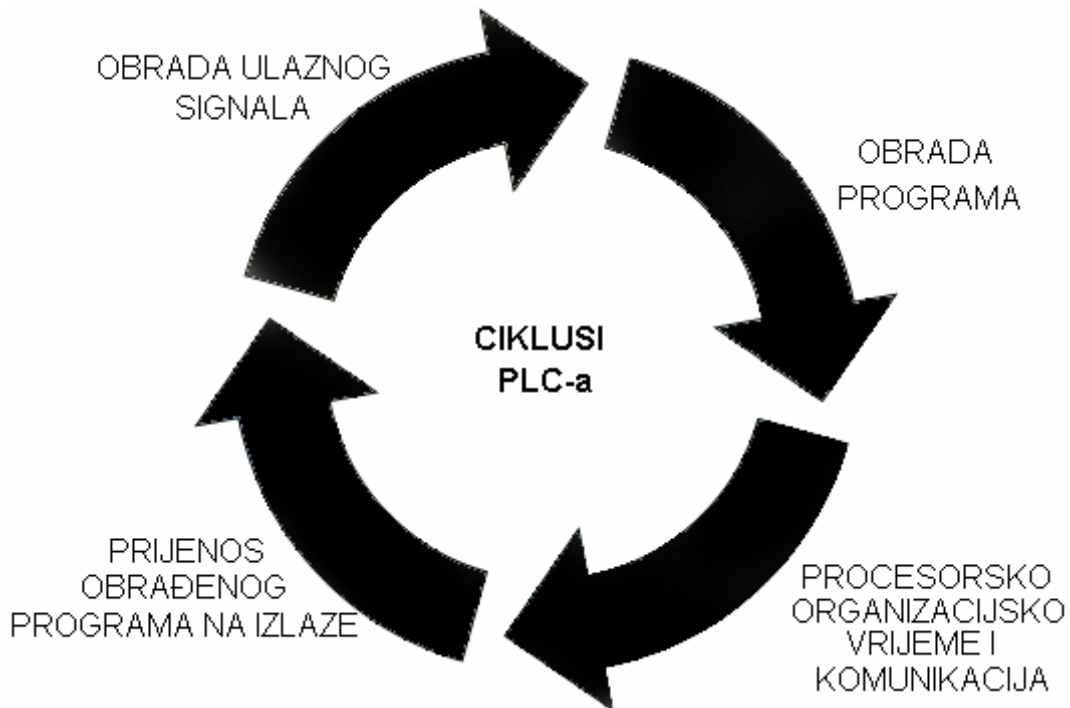 OBRADA ULAZNOG
SIGNALA
OBRADA
PROGRAMA
CIKLUSI
PLC-a
PROCESORSKO
ORGANIZACIJSKO
VRIJEME I
KOMUNIKACIJA
PRIJENOS
OBRAĐENOG
PROGRAMA NA IZLAZE